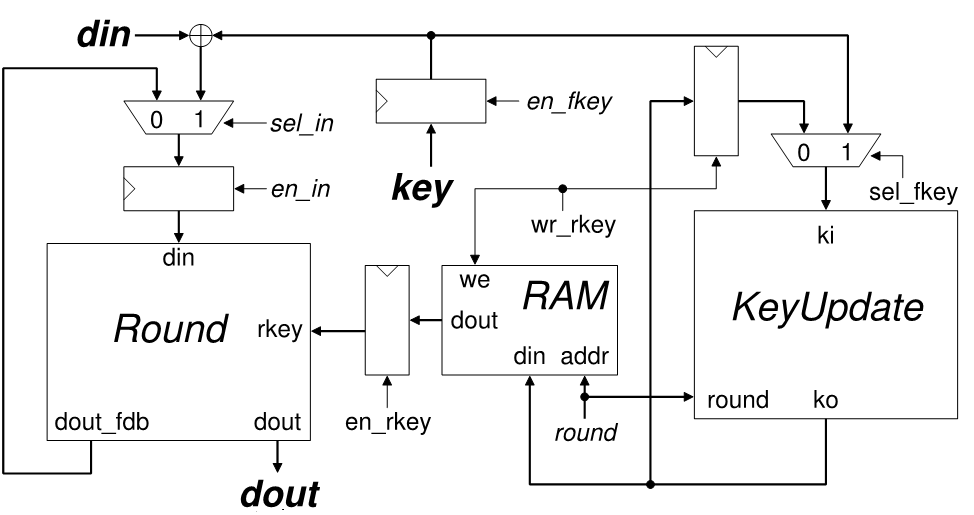 din
0 1
sel_in
en_fkey
key
en_in
0 1
sel_fkey
wr_rkey
din
Round
rkey
dout_fdb
dout
dout
we
RAM
dout
din addr
en_rkey
round
ki
KeyUpdate
round
ko